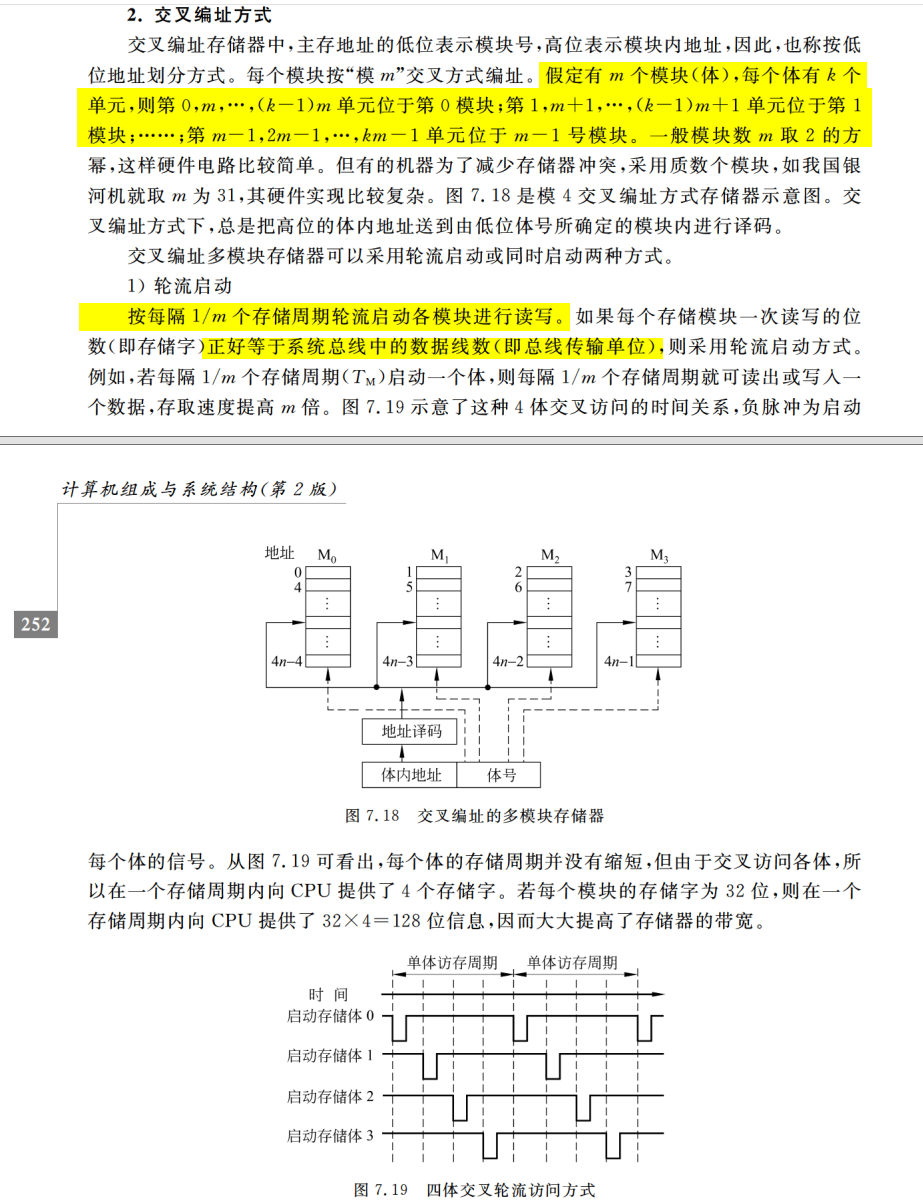 2. 交叉编址方式
交叉编址存储器中,主存地址的低位表示模块号,高位表示模块内地址,因此,也称按低
位地址划分方式。每个模块按“模 m”交叉方式编址。假定有 m 个模块(体),每个体有 k 个
单元,则第 0,m,…,(k-1)m 单元位于第 0 模块;第 1,m+1,…,(k-1)m+1 单元位于第 1
模块;……;第 m-1,2m-1,…,km-1 单元位于 m-1 号模块。一般模块数 m 取 2 的方
幂,这样硬件电路比较简单。但有的机器为了减少存储器冲突,采用质数个模块,如我国银
河机就取 m 为 31,其硬件实现比较复杂。图 7.18 是模 4 交叉编址方式存储器示意图。交
叉编址方式下,总是把高位的体内地址送到由低位体号所确定的模块内进行译码。
交叉编址多模块存储器可以采用轮流启动或同时启动两种方式。
1) 轮流启动
按每隔 1/m 个存储周期轮流启动各模块进行读写。如果每个存储模块一次读写的位
数(即存储字)正好等于系统总线中的数据线数(即总线传输单位),则采用轮流启动方式。
例如,若每隔 1/m 个存储周期(TM)启动一个体,则每隔 1/m 个存储周期就可读出或写入一
个数据,存取速度提高 m 倍。图 7.19 示意了这种 4 体交叉访问的时间关系,负脉冲为启动
计算机组成与系统结构(第 2 版)
252
地址 M0 M1 M2 M3
0 1 2 3
4 5 6 7
⋮ ⋮ ⋮ ⋮
⋮ ⋮ ⋮ ⋮
4n-4 4n-3 4n-2 4n-1
地址译码
体内地址 体号
图 7.18 交叉编址的多模块存储器
每个体的信号。从图 7.19 可看出,每个体的存储周期并没有缩短,但由于交叉访问各体,所
以在一个存储周期内向 CPU 提供了 4 个存储字。若每个模块的存储字为 32 位,则在一个
存储周期内向 CPU 提供了 32×4=128 位信息,因而大大提高了存储器的带宽。
单体访存周期 单体访存周期
时 间
启动存储体 0
启动存储体 1
启动存储体 2
启动存储体 3
图 7.19 四体交叉轮流访问方式